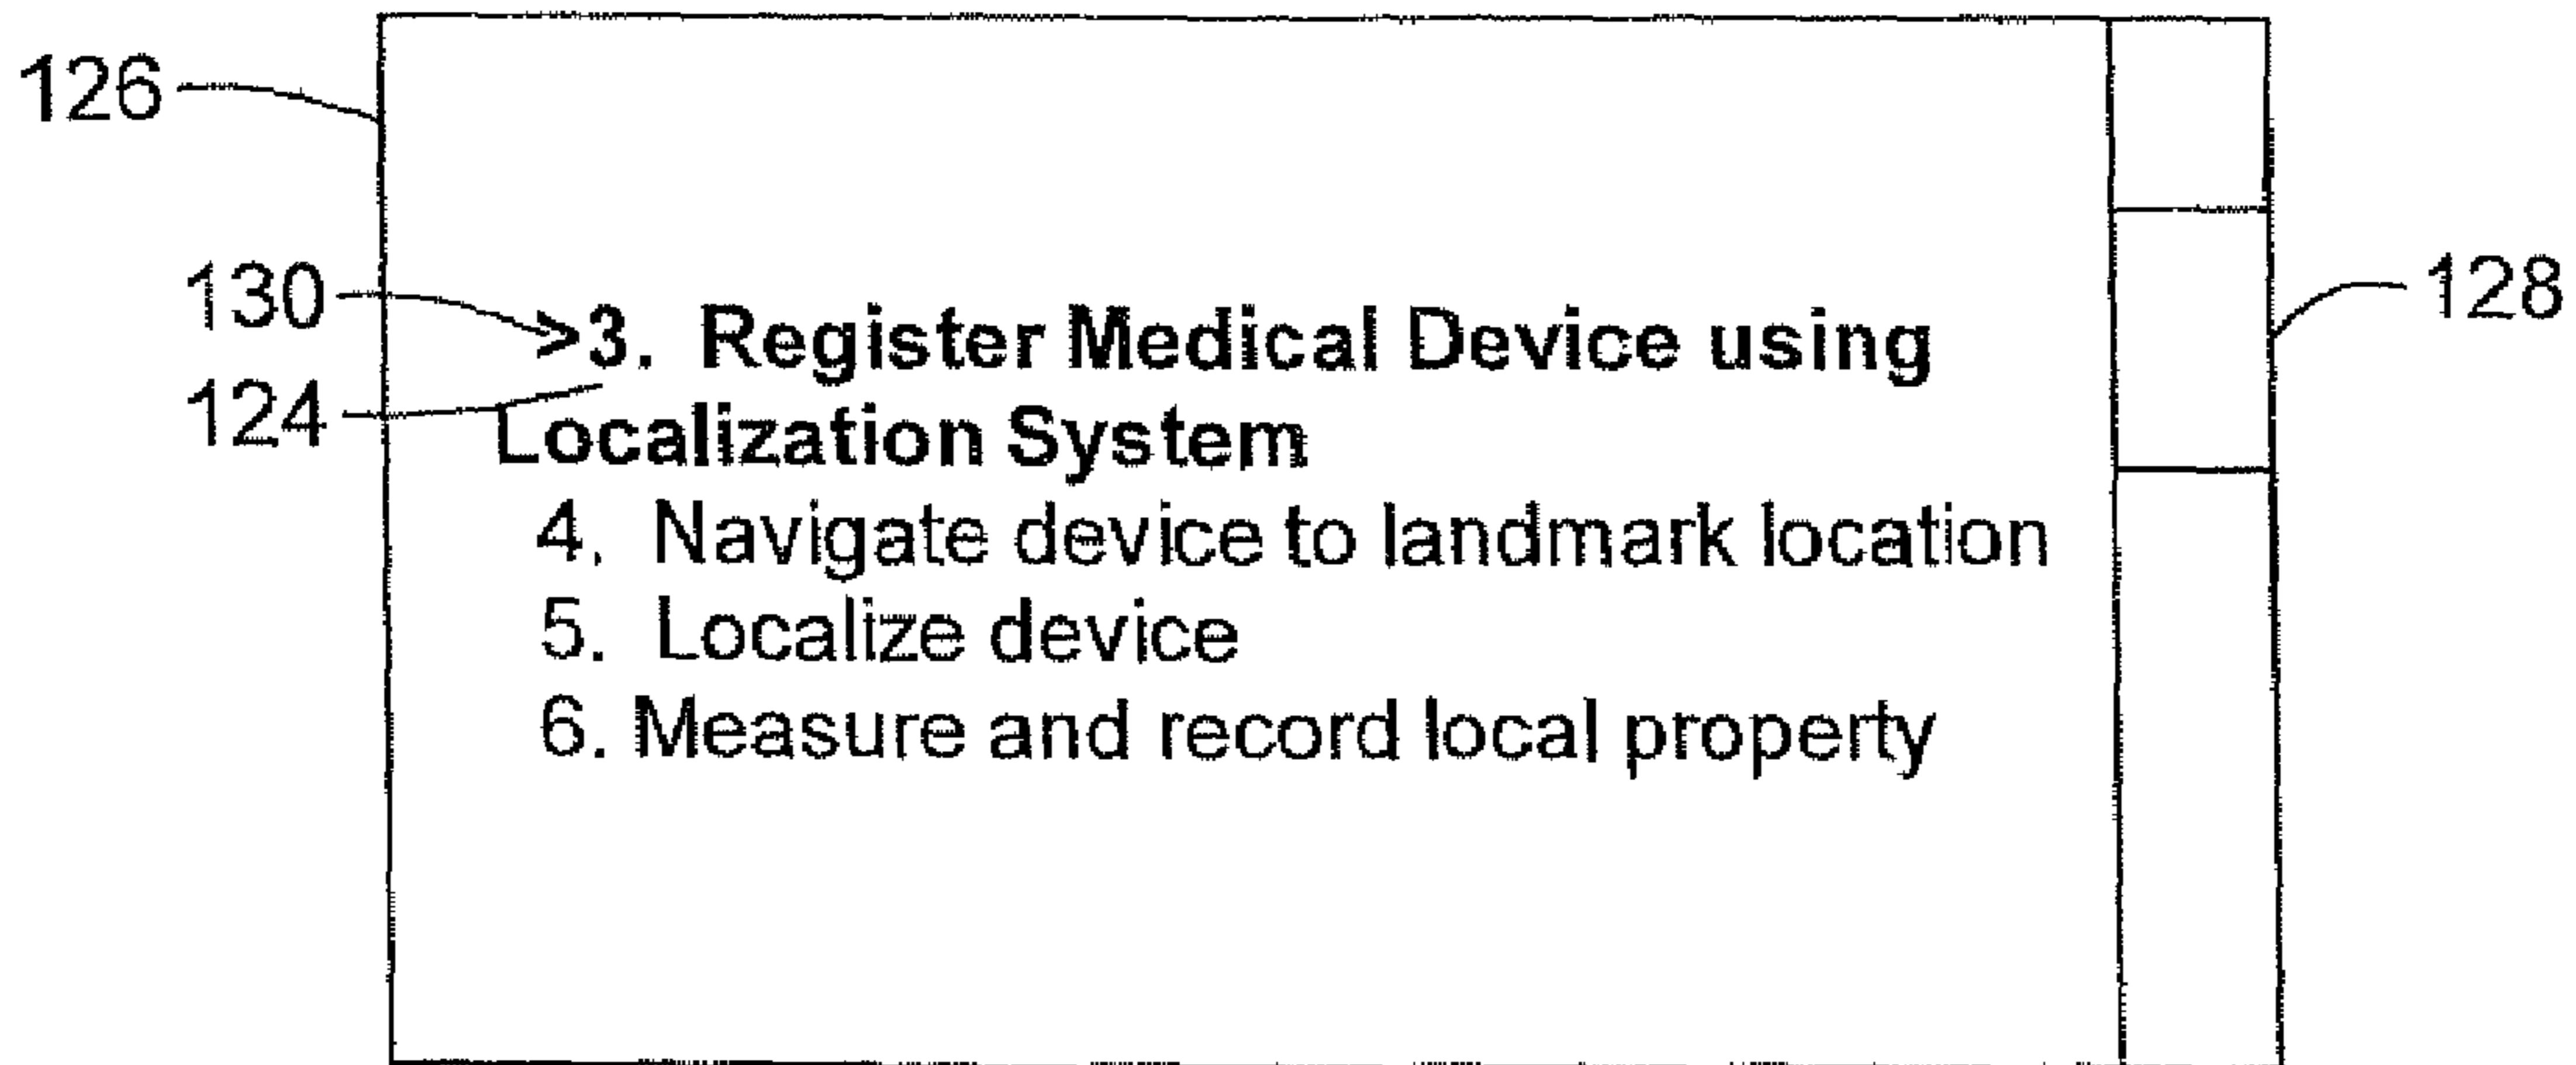 126
130
>3. Register Medical Device using
128
124
Localization System
4. Navigate device to landmark location
5. Localize device
6. Measure and record local property